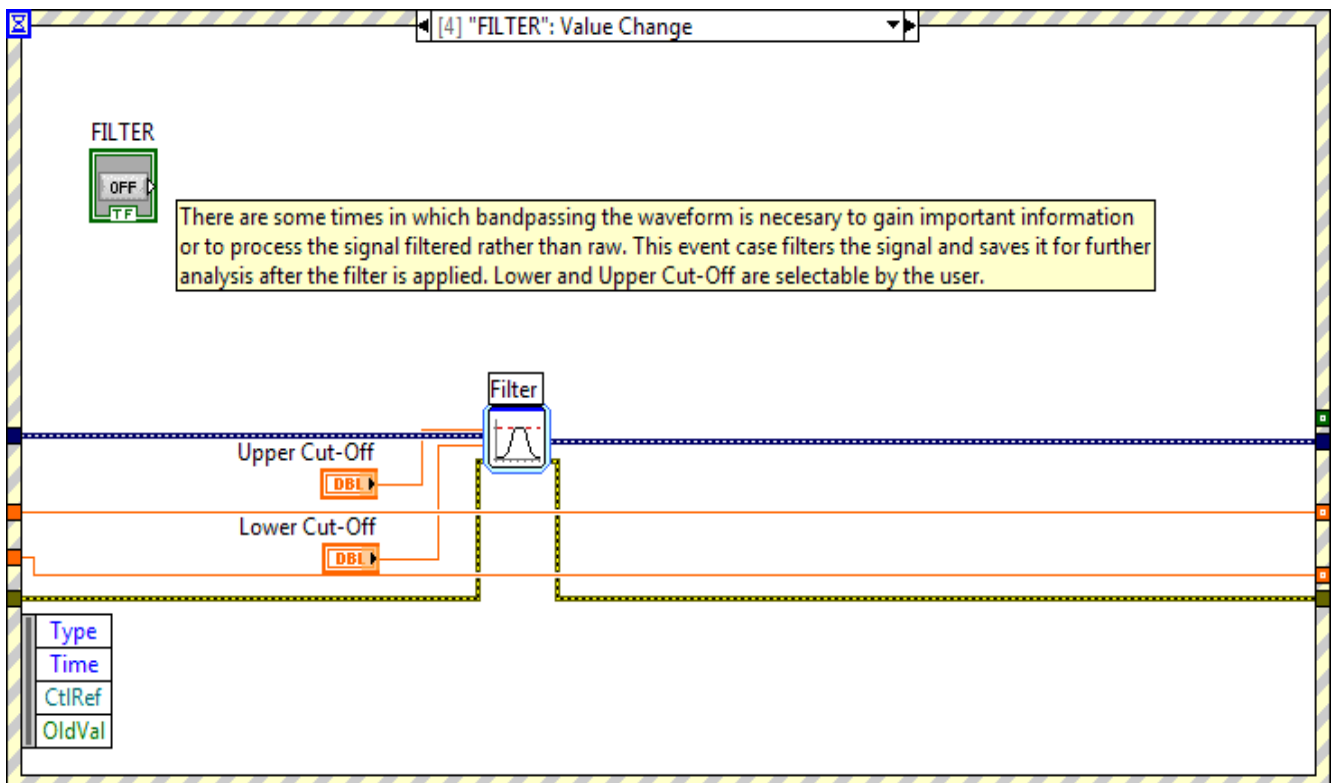 [4] "FILTER": Value Change
FILTER
OFF
TF
There are some times in which bandpassing the waveform is necesary to gain important information
or to process the signal filtered rather than raw. This event case filters the signal and saves it for further
analysis after the filter is applied. Lower and Upper Cut-Off are selectable by the user.
Filter
Upper Cut-Off
DBL
Lower Cut-Off
DBL
Type
Time
CtlRef
OldVal